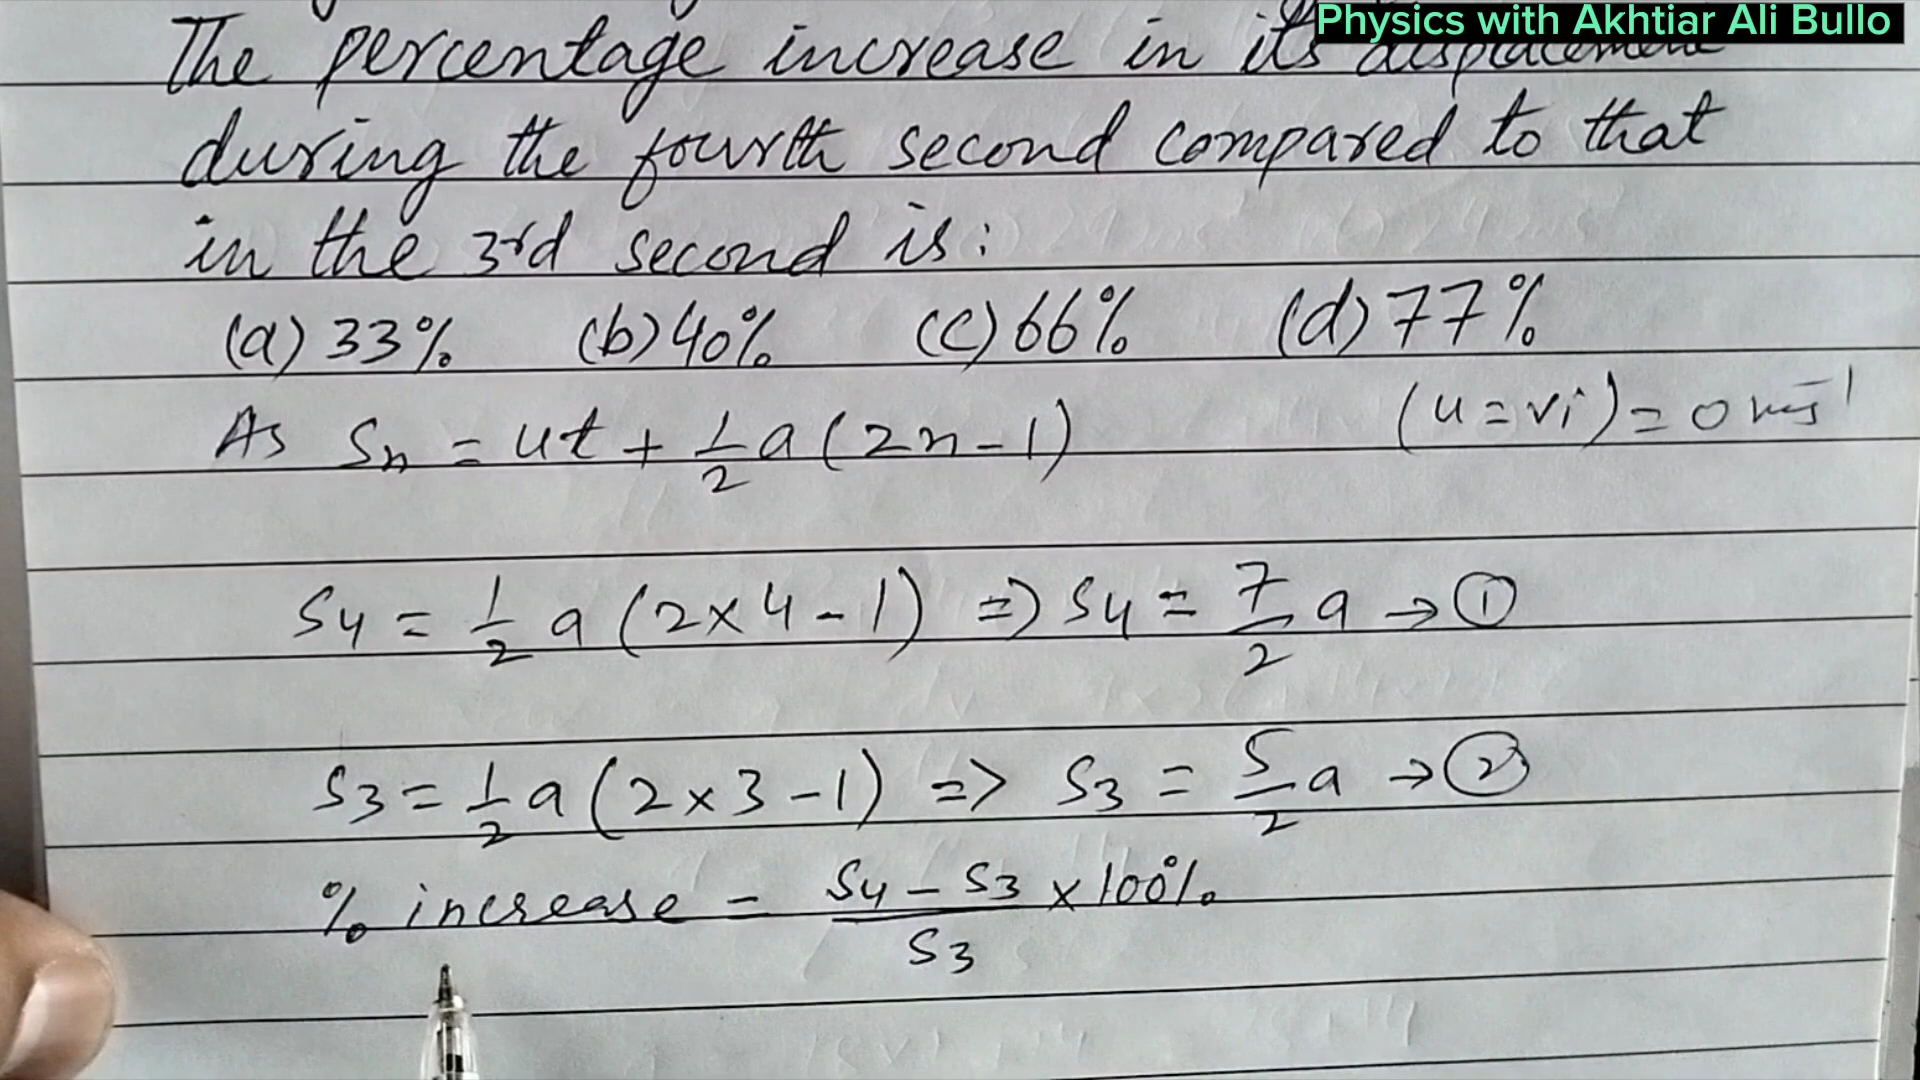 Physics with Akhtiar Ali Bullo
The percentage increase in its displacement
during the fourth second compared to that
in the 3rd second is:
(a) 33% (b) 40% (c) 66% (d) 77%
As Sn = ut + 1/2 a (2n - 1) (u = vi) = 0 ms⁻¹
S4 = 1/2 a (2 x 4 - 1) => S4 = 7/2 a → ①
S3 = 1/2 a (2 x 3 - 1) => S3 = 5/2 a → ②
% increase = S4 - S3 / S3 x 100%